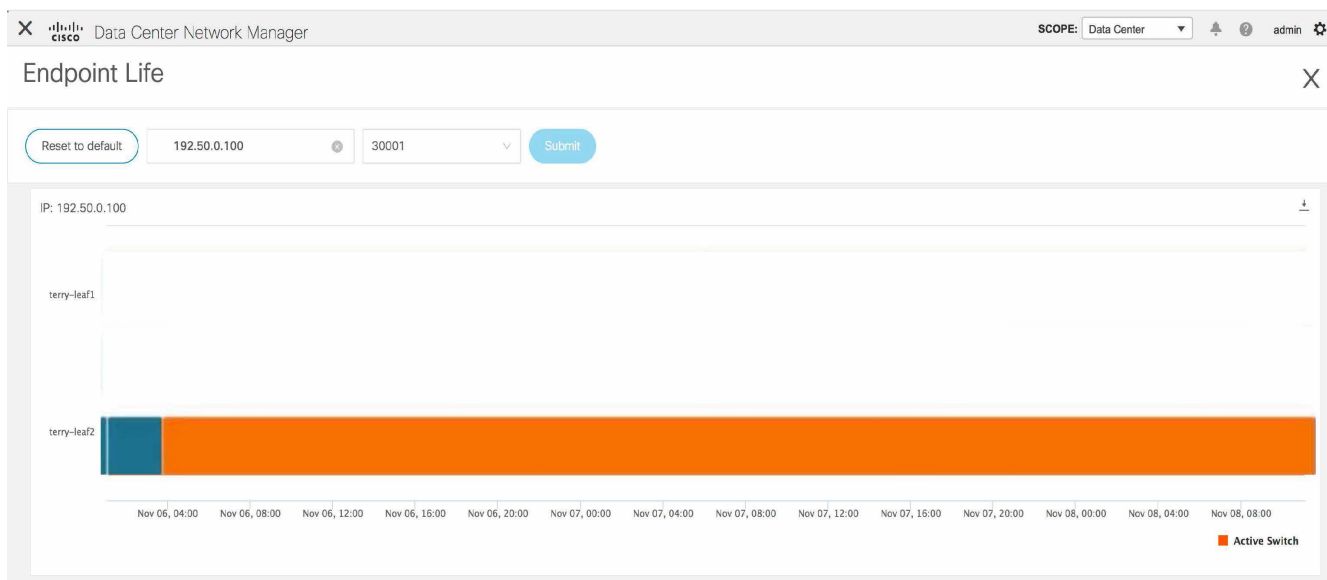 X CISCO Data Center Network Manager SCOPE: Data Center admin
Endpoint Life X
Reset to default 192.50.0.100 30001 Submit
IP: 192.50.0.100
terry-leaf1
terry-leaf2
Nov 06, 04:00 Nov 06, 08:00 Nov 06, 12:00 Nov 06, 16:00 Nov 06, 20:00 Nov 07, 00:00 Nov 07, 04:00 Nov 07, 08:00 Nov 07, 12:00 Nov 07, 16:00 Nov 07, 20:00 Nov 08, 00:00 Nov 08, 04:00 Nov 08, 08:00
Active Switch